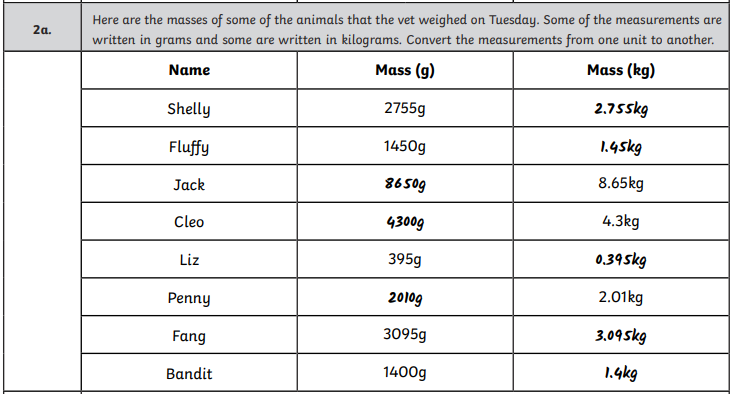 2a.
Here are the masses of some of the animals that the vet weighed on Tuesday. Some of the measurements are
written in grams and some are written in kilograms. Convert the measurements from one unit to another.
Name Mass (g) Mass (kg)
Shelly 2755g 2.755kg
Fluffy 1450g 1.45kg
Jack 8650g 8.65kg
Cleo 4300g 4.3kg
Liz 395g 0.395kg
Penny 2010g 2.01kg
Fang 3095g 3.095kg
Bandit 1400g 1.4kg